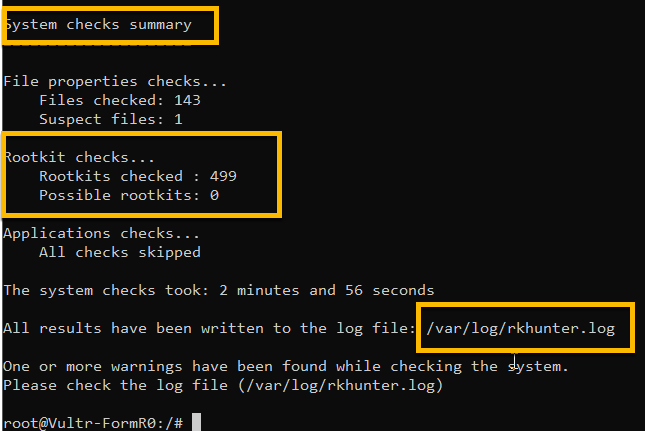 System checks summary
=====================
File properties checks...
Files checked: 143
Suspect files: 1
Rootkit checks...
Rootkits checked : 499
Possible rootkits: 0
Applications checks...
All checks skipped
The system checks took: 2 minutes and 56 seconds
All results have been written to the log file: /var/log/rkhunter.log
One or more warnings have been found while checking the system.
Please check the log file (/var/log/rkhunter.log)
root@Vultr-FormR0:/#